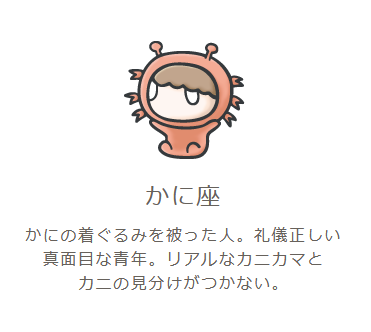 かに座
かにの着ぐるみを被った人。礼儀正しい
真面目な青年。リアルなカニカマと
カニの見分けがつかない。